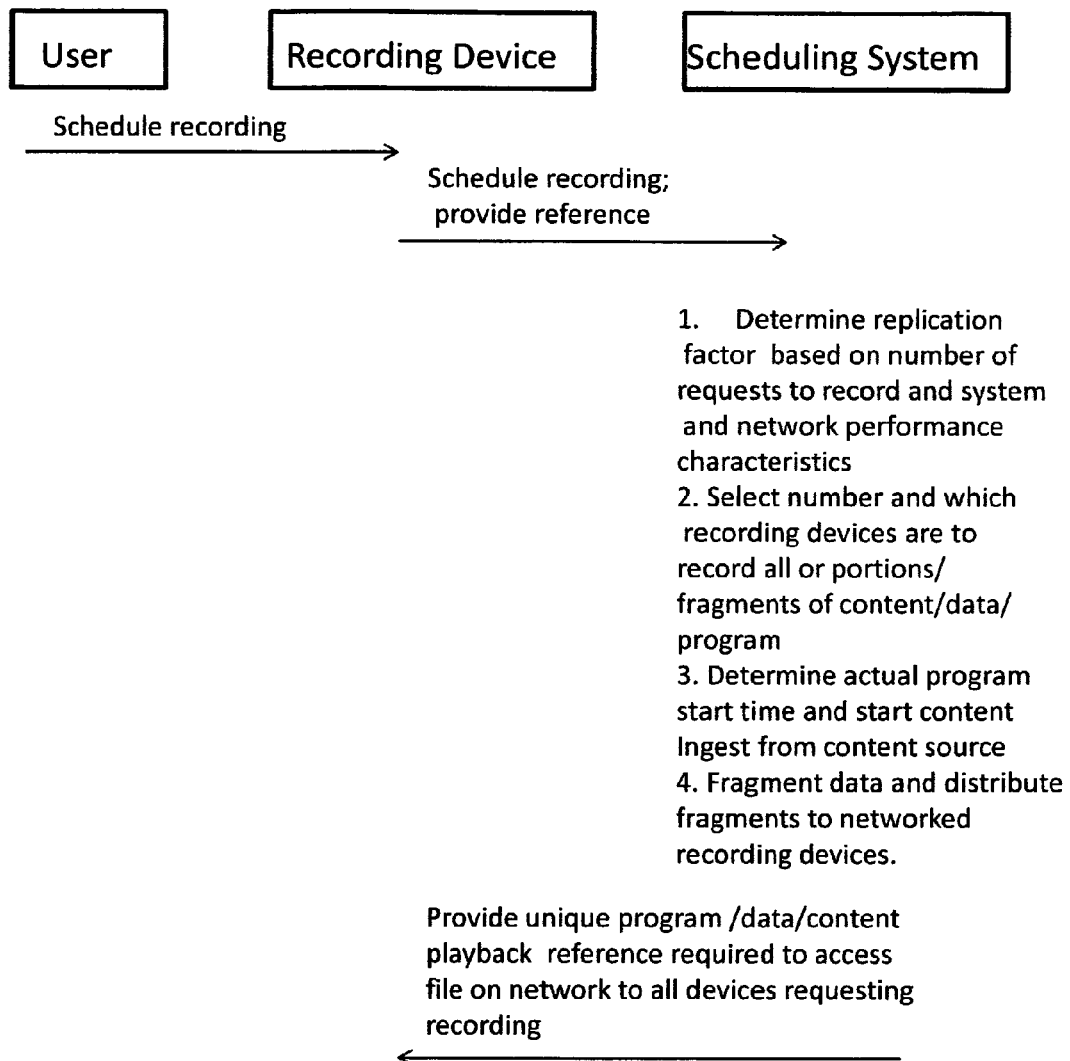 User
Recording Device
Scheduling System
Schedule recording
Schedule recording;
provide reference
1. Determine replication
factor based on number of
requests to record and system
and network performance
characteristics
2. Select number and which
recording devices are to
record all or portions/
fragments of content/data/
program
3. Determine actual program
start time and start content
Ingest from content source
4. Fragment data and distribute
fragments to networked
recording devices.
Provide unique program /data/content
playback reference required to access
file on network to all devices requesting
recording